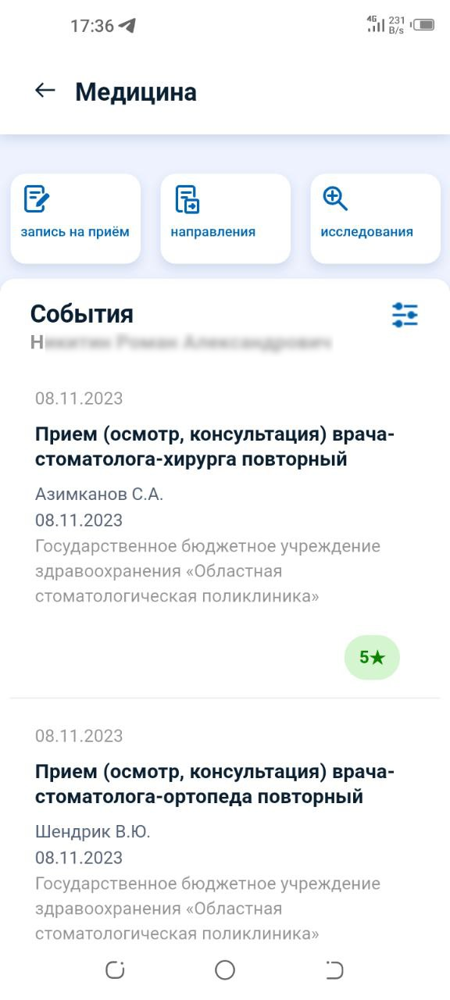 17:36
4G 231 B/s
Медицина
запись на приём
направления
исследования
События
08.11.2023
Прием (осмотр, консультация) врача-
стоматолога-хирурга повторный
Азимканов С.А.
08.11.2023
Государственное бюджетное учреждение
здравоохранения «Областная
стоматологическая поликлиника»
5★
08.11.2023
Прием (осмотр, консультация) врача-
стоматолога-ортопеда повторный
Шендрик В.Ю.
08.11.2023
Государственное бюджетное учреждение
здравоохранения «Областная
стоматологическая поликлиника»